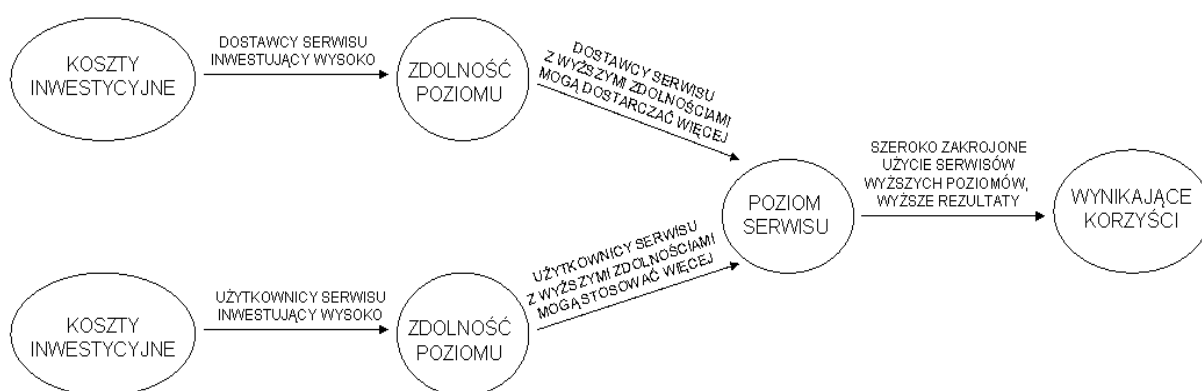 KOSZTY
INWESTYCYJNE
DOSTAWCY SERWISU
INWESTUJĄCY WYSOKO
ZDOLNOŚĆ
POZIOMU
DOSTAWCY SERWISU
Z WYŻSZYMI ZDOLNOŚCIAMI
MOGĄ DOSTARCZAĆ WIĘCEJ
POZIOM
SERWISU
SZEROKO ZAKROJONE
UŻYCIE SERWISÓW
WYŻSZYCH POZIOMÓW,
WYŻSZE REZULTATY
WYNIKAJĄCE
KORZYŚCI
KOSZTY
INWESTYCYJNE
UŻYTKOWNICY SERWISU
INWESTUJĄCY WYSOKO
ZDOLNOŚĆ
POZIOMU
UŻYTKOWNICY SERWISU
Z WYŻSZYMI ZDOLNOŚCIAMI
MOGĄ STOSOWAĆ WIĘCEJ